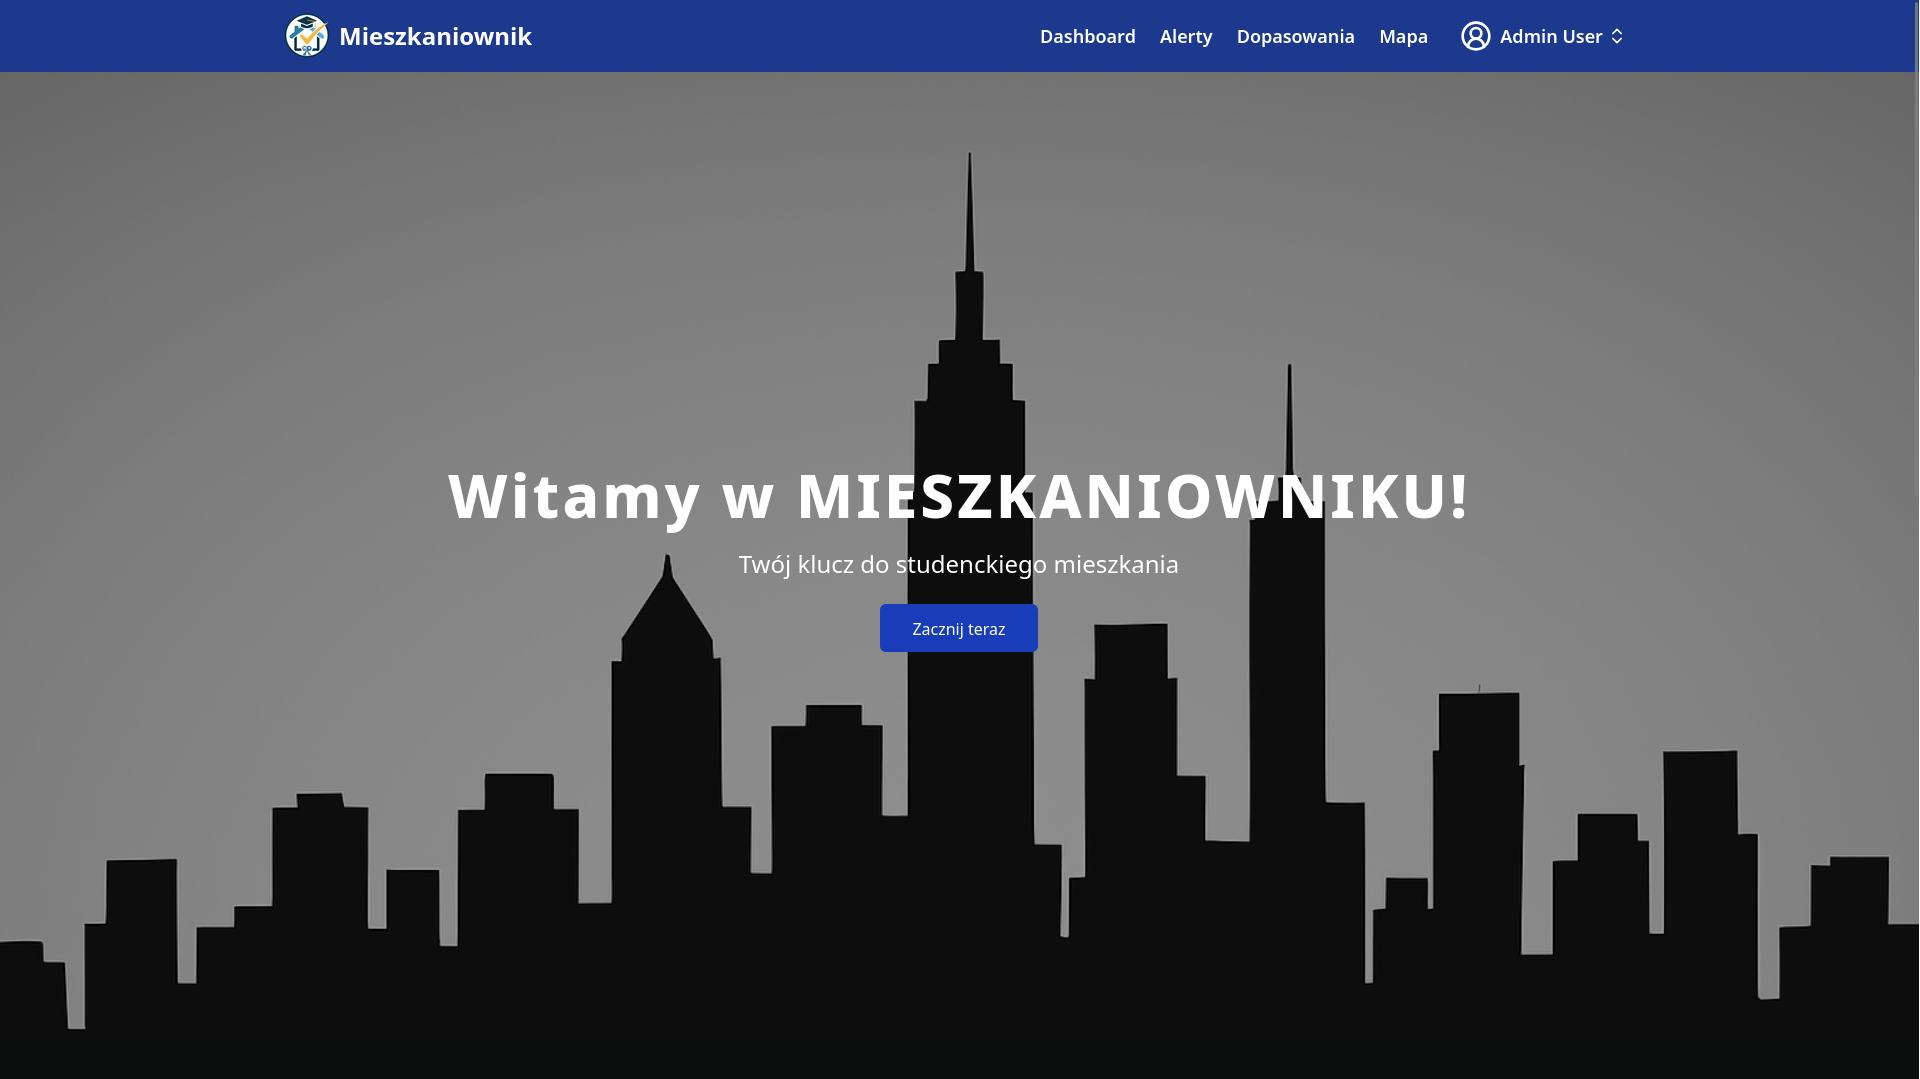 Mieszkaniownik
Dashboard Alerty Dopasowania Mapa Admin User
Witamy w MIESZKANIOWNIKU!
Twój klucz do studenckiego mieszkania
Zacznij teraz